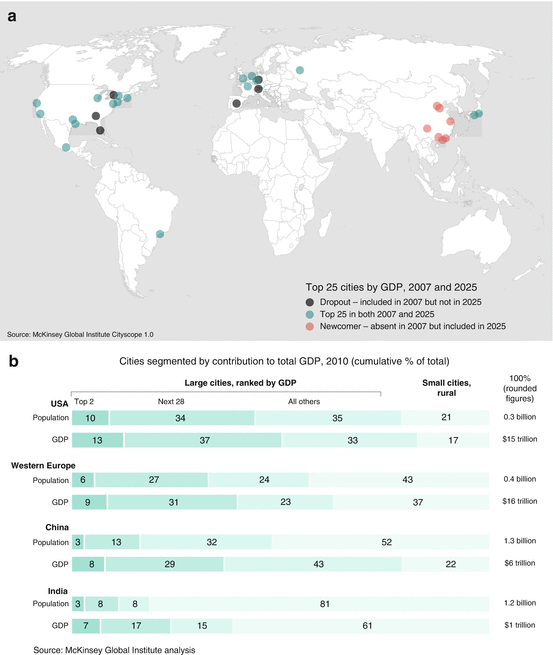 a
Top 25 cities by GDP, 2007 and 2025
Dropout – included in 2007 but not in 2025
Top 25 in both 2007 and 2025
Newcomer – absent in 2007 but included in 2025
Source: McKinsey Global Institute Cityscope 1.0
b
Cities segmented by contribution to total GDP, 2010 (cumulative % of total)
Large cities, ranked by GDP
Small cities, rural
100% (rounded figures)
USA Top 2 Next 28 All others
Population 10 34 35 21 0.3 billion
GDP 13 37 33 17 $15 trillion
Western Europe
Population 6 27 24 43 0.4 billion
GDP 9 31 23 37 $16 trillion
China
Population 3 13 32 52 1.3 billion
GDP 8 29 43 22 $6 trillion
India
Population 3 8 8 81 1.2 billion
GDP 7 17 15 61 $1 trillion
Source: McKinsey Global Institute analysis